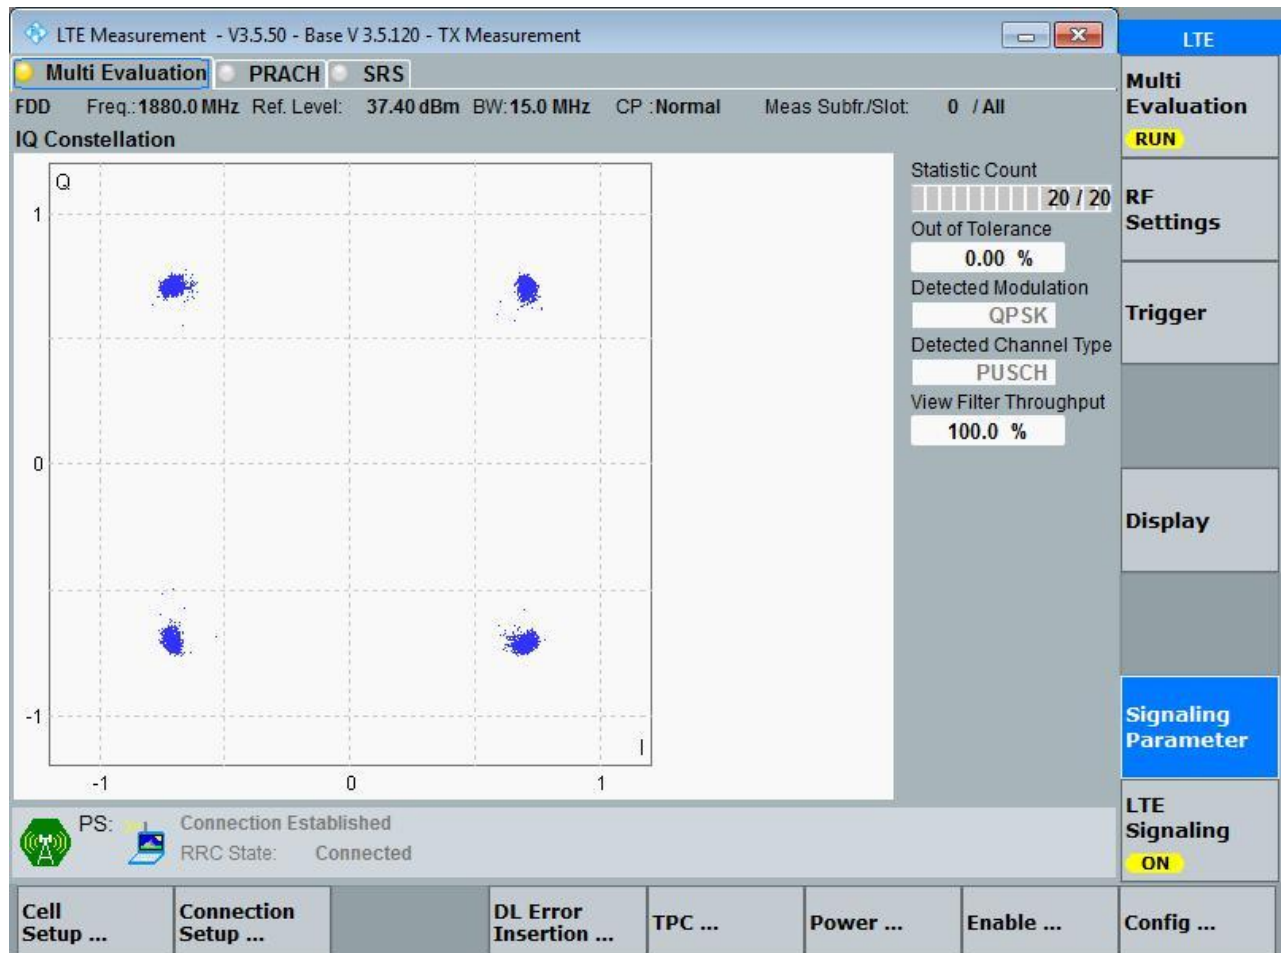 LTE Measurement - V3.5.50 - Base V 3.5.120 - TX Measurement
LTE
Multi Evaluation PRACH SRS
FDD Freq.: 1880.0 MHz Ref. Level: 37.40 dBm BW: 15.0 MHz CP : Normal Meas Subfr./Slot: 0 / All
IQ Constellation
Q
1
0
-1
I
-1 0 1
Statistic Count
20 / 20
Out of Tolerance
0.00 %
Detected Modulation
QPSK
Detected Channel Type
PUSCH
View Filter Throughput
100.0 %
Multi
Evaluation
RUN
RF
Settings
Trigger
Display
Signaling
Parameter
LTE
Signaling
ON
PS: Connection Established
RRC State: Connected
Cell
Setup ...
Connection
Setup ...
DL Error
Insertion ...
TPC ...
Power ...
Enable ...
Config ...